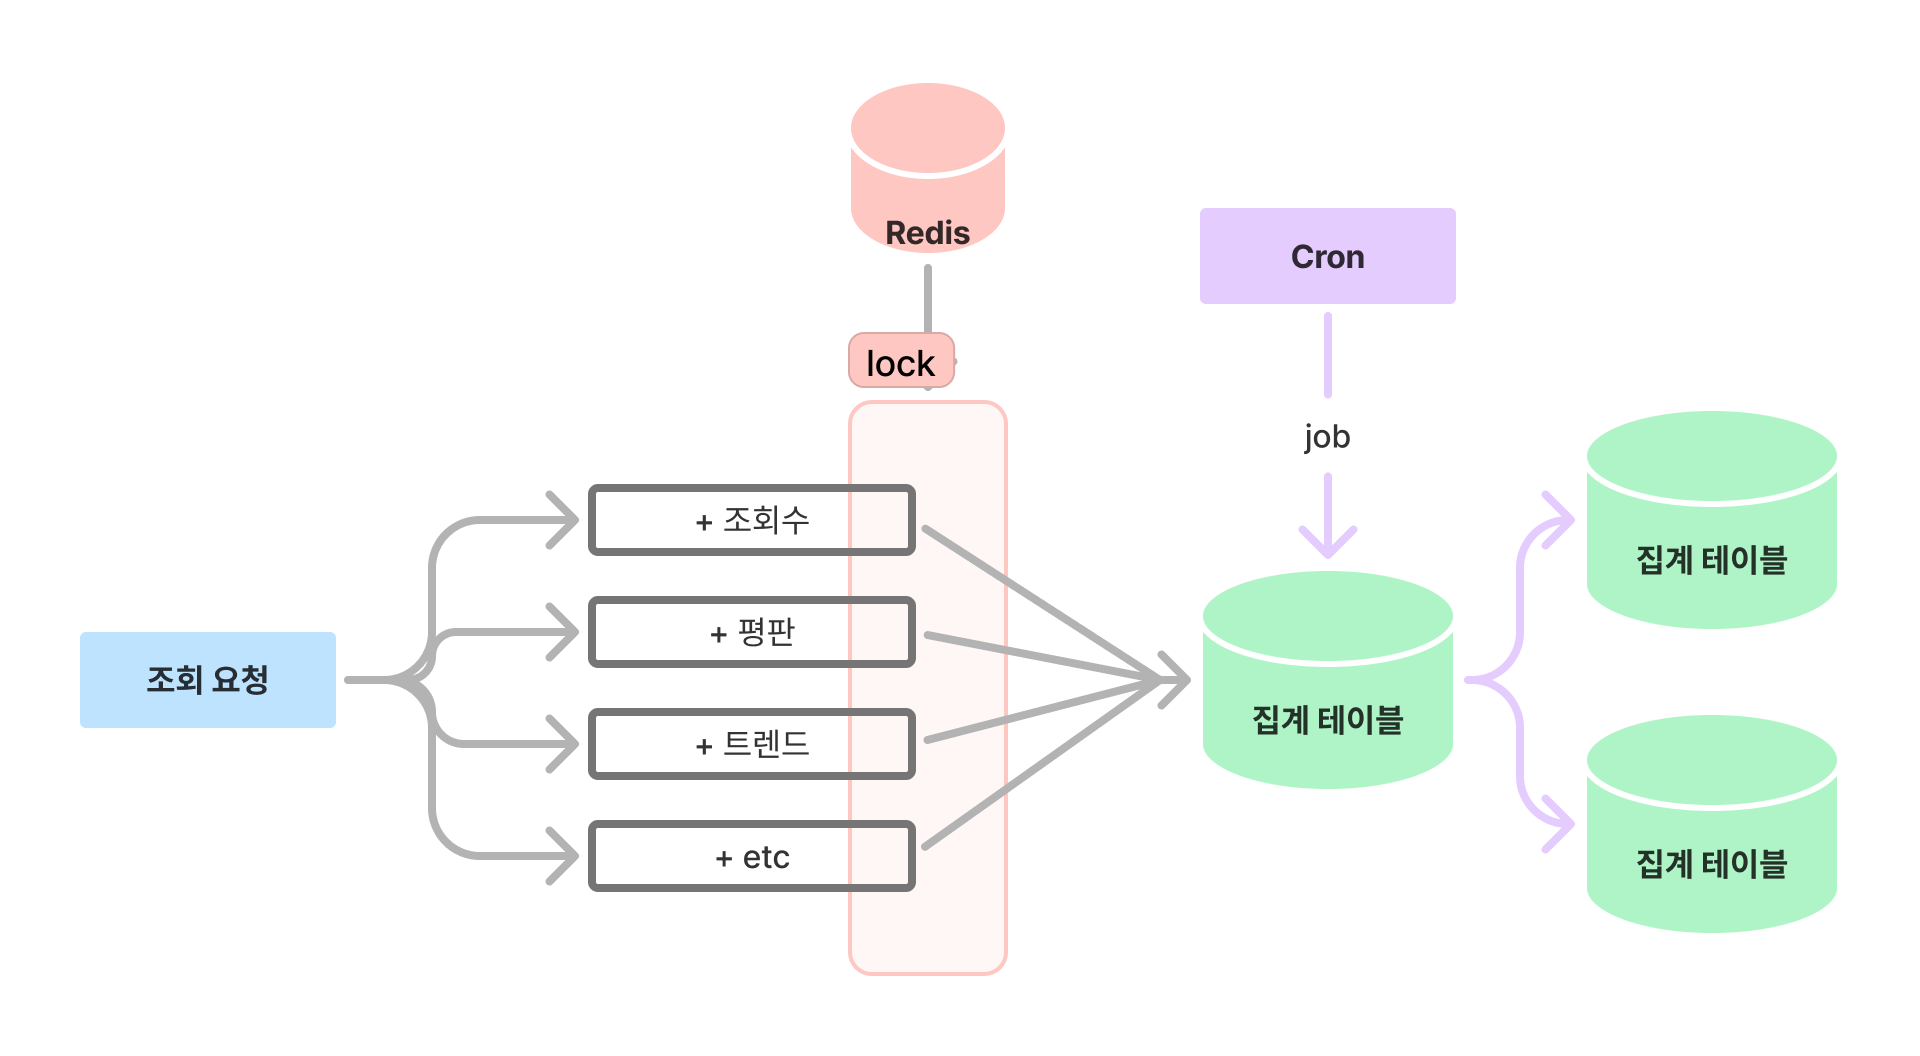 Redis
lock
Cron
job
조회 요청
+ 조회수
+ 평판
+ 트렌드
+ etc
집계 테이블
집계 테이블
집계 테이블